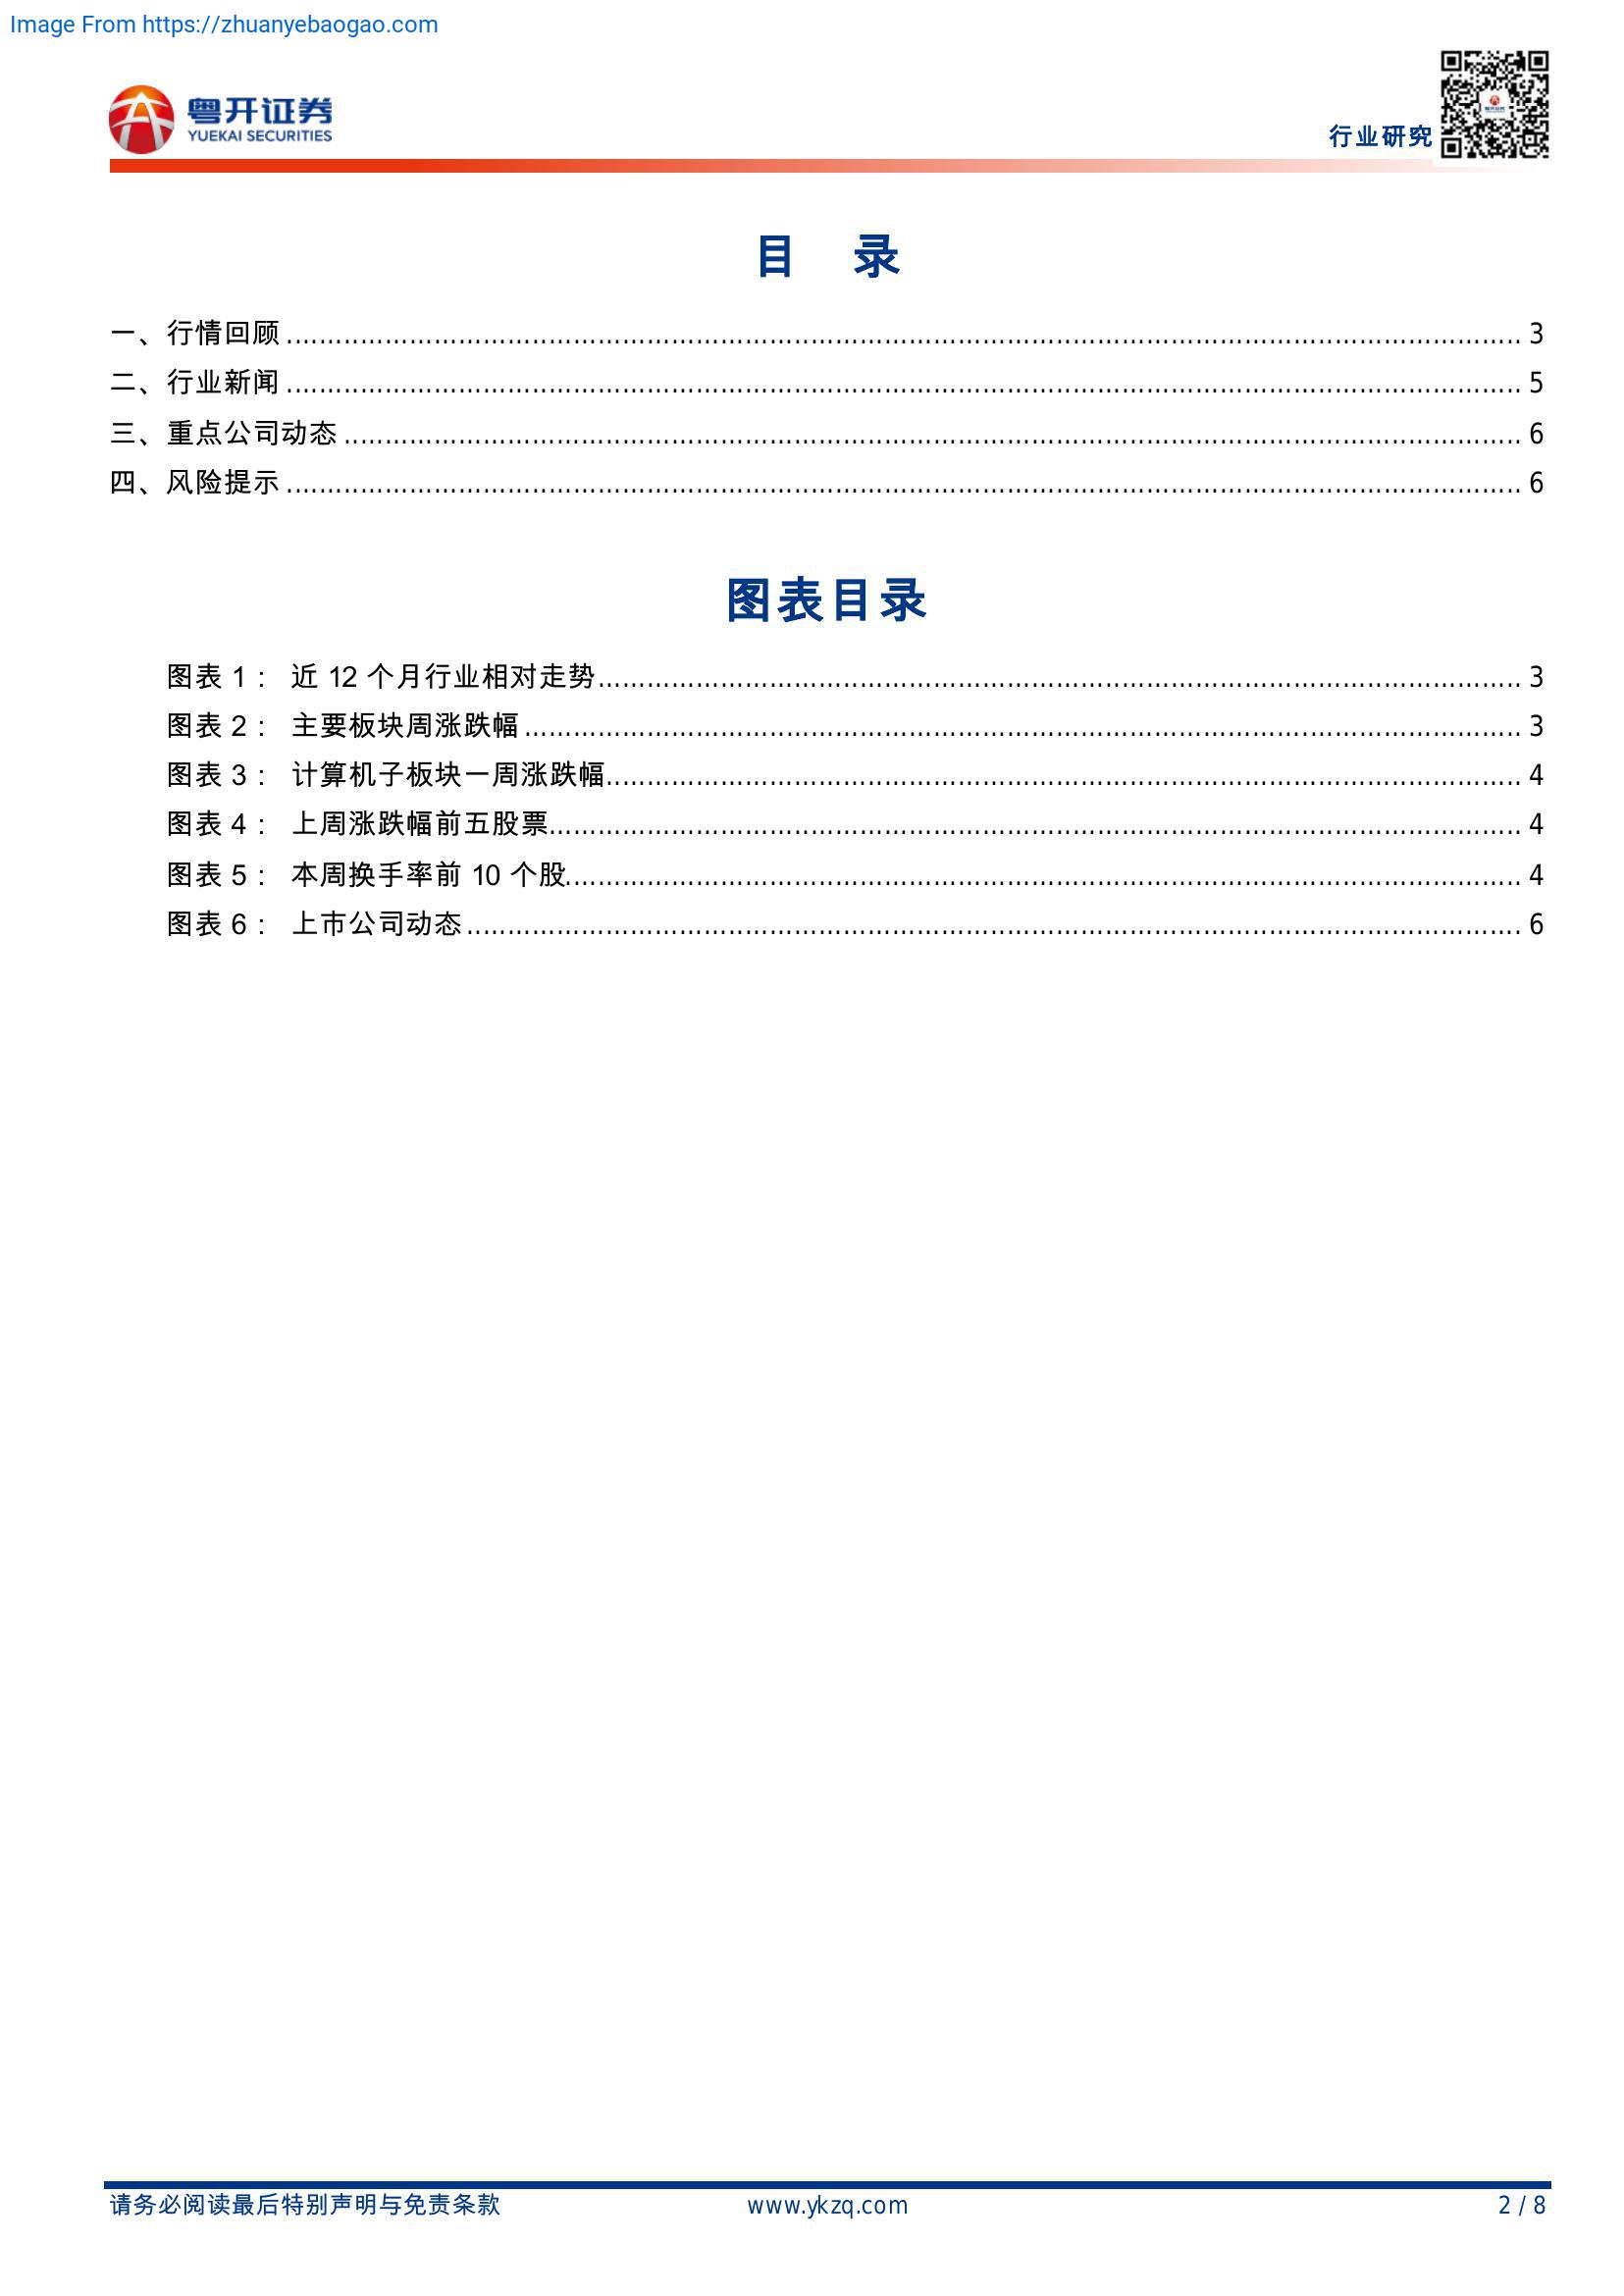 Image From https://zhuanyebaogao.com
粤开证券
YUEKAI SECURITIES
行业研究
目 录
一、行情回顾 3
二、行业新闻 5
三、重点公司动态 6
四、风险提示 6
图表目录
图表 1： 近 12 个月行业相对走势 3
图表 2： 主要板块周涨跌幅 3
图表 3： 计算机子板块一周涨跌幅 4
图表 4： 上周涨跌幅前五股票 4
图表 5： 本周换手率前 10 个股 4
图表 6： 上市公司动态 6
请务必阅读最后特别声明与免责条款 www.ykzq.com 2 / 8